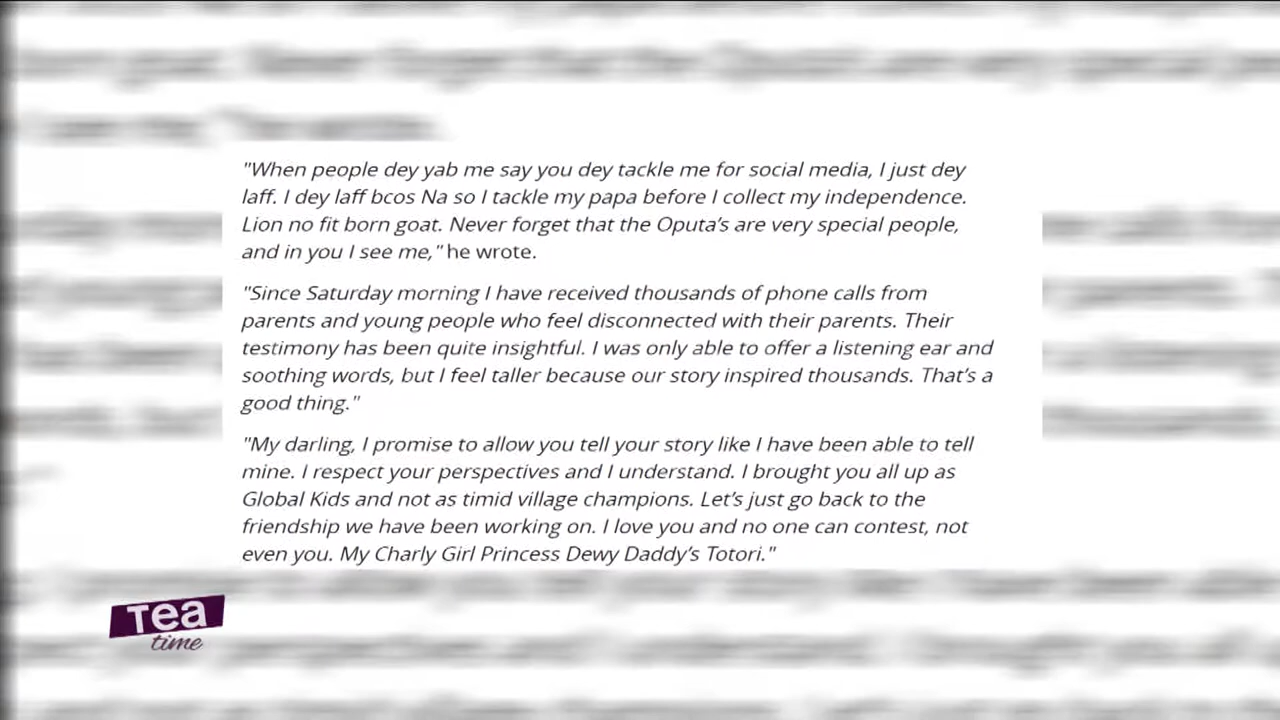 "When people dey yab me say you dey tackle me for social media, I just dey
laff. I dey laff bcos Na so I tackle my papa before I collect my independence.
Lion no fit born goat. Never forget that the Oputa's are very special people,
and in you I see me," he wrote.
"Since Saturday morning I have received thousands of phone calls from
parents and young people who feel disconnected with their parents. Their
testimony has been quite insightful. I was only able to offer a listening ear and
soothing words, but I feel taller because our story inspired thousands. That's a
good thing."
"My darling, I promise to allow you tell your story like I have been able to tell
mine. I respect your perspectives and I understand. I brought you all up as
Global Kids and not as timid village champions. Let's just go back to the
friendship we have been working on. I love you and no one can contest, not
even you. My Charly Girl Princess Dewy Daddy's Totori."
Tea
time